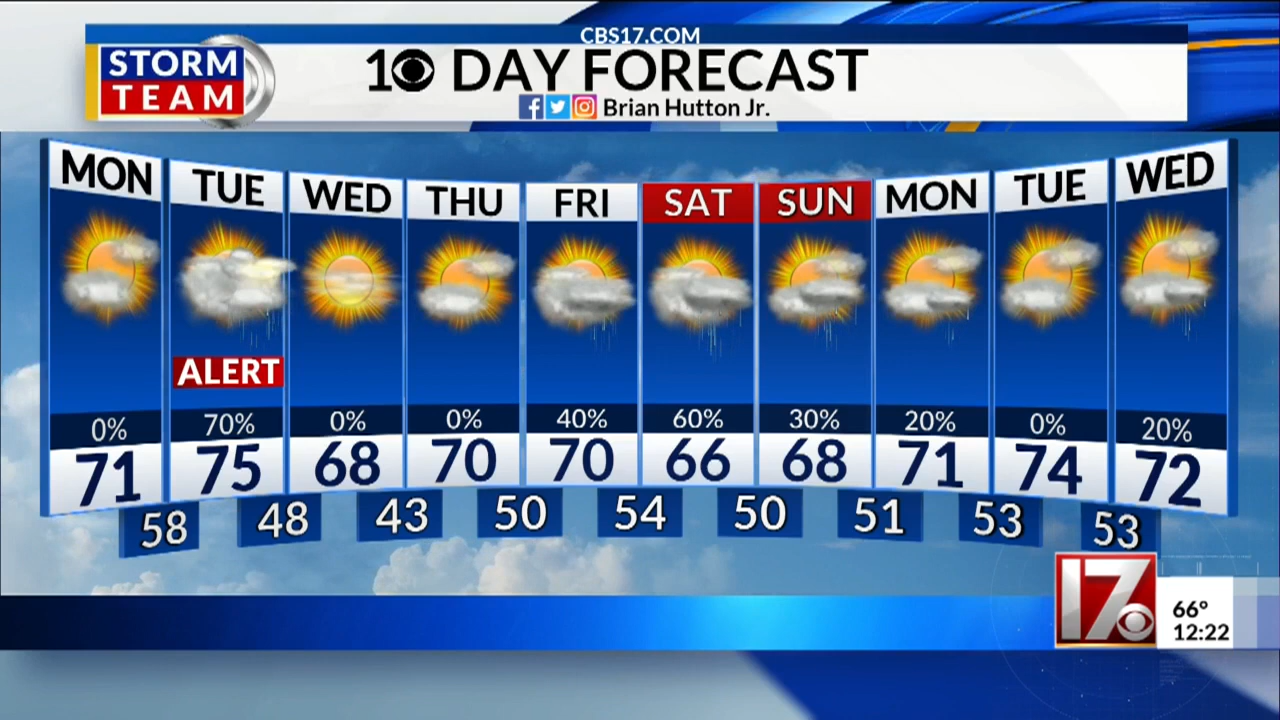 CBS17.COM
STORM
TEAM
10 DAY FORECAST
Brian Hutton Jr.
MON TUE WED THU FRI SAT SUN MON TUE WED
ALERT
0% 70% 0% 0% 40% 60% 30% 20% 0% 20%
71 75 68 70 70 66 68 71 74 72
58 48 43 50 54 50 51 53 53
17
66°
12:22